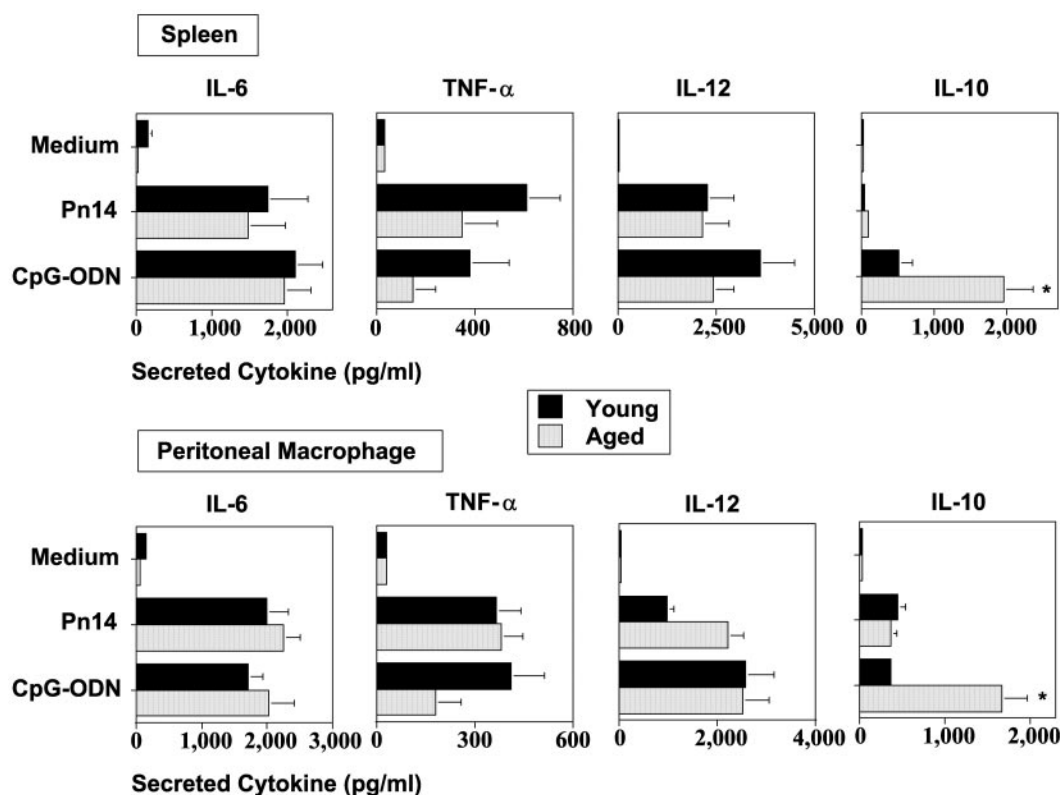 Spleen
IL-6 TNF-α IL-12 IL-10
Medium
Pn14
CpG-ODN
*
0 1,000 2,000 0 400 800 0 2,500 5,000 0 1,000 2,000
Secreted Cytokine (pg/ml)
Young
Aged
Peritoneal Macrophage
IL-6 TNF-α IL-12 IL-10
Medium
Pn14
CpG-ODN
*
0 1,000 2,000 3,000 0 300 600 0 2,000 4,000 0 1,000 2,000
Secreted Cytokine (pg/ml)